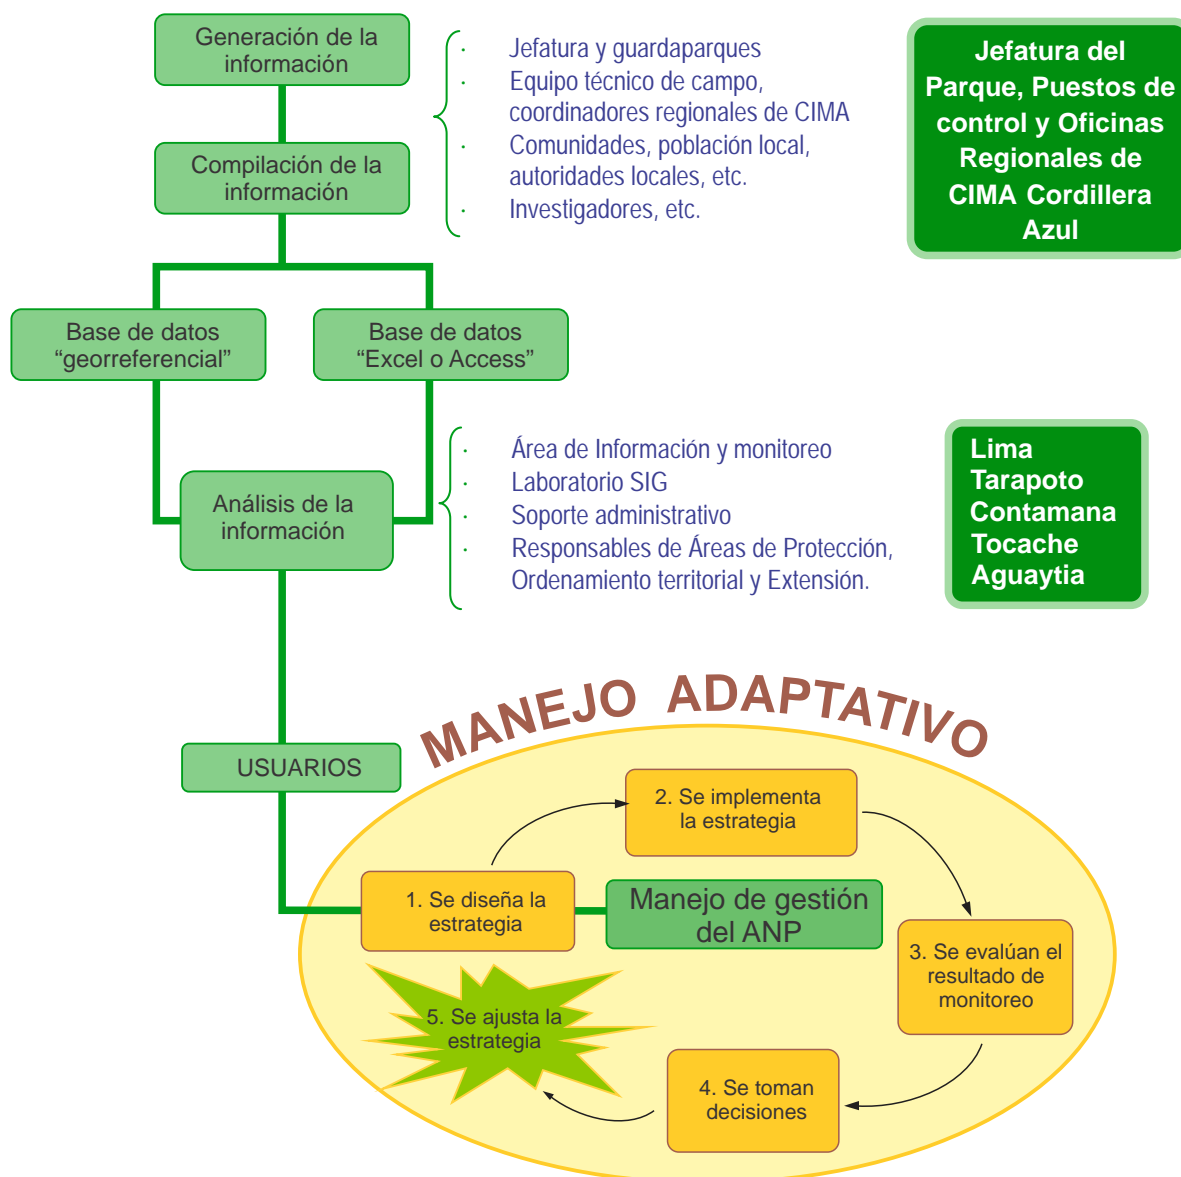 Generación de la
información
Jefatura y guardaparques
Equipo técnico de campo,
coordinadores regionales de CIMA
Comunidades, población local,
autoridades locales, etc.
Investigadores, etc.
Jefatura del
Parque, Puestos de
control y Oficinas
Regionales de
CIMA Cordillera
Azul
Compilación de la
información
Base de datos
“georreferencial”
Base de datos
“Excel o Access”
Análisis de la
información
Área de Información y monitoreo
Laboratorio SIG
Soporte administrativo
Responsables de Áreas de Protección,
Ordenamiento territorial y Extensión.
Lima
Tarapoto
Contamana
Tocache
Aguaytia
USUARIOS
MANEJO ADAPTATIVO
2. Se implementa
la estrategia
1. Se diseña la
estrategia
Manejo de gestión
del ANP
3. Se evalúan el
resultado de
monitoreo
5. Se ajusta la
estrategia
4. Se toman
decisiones